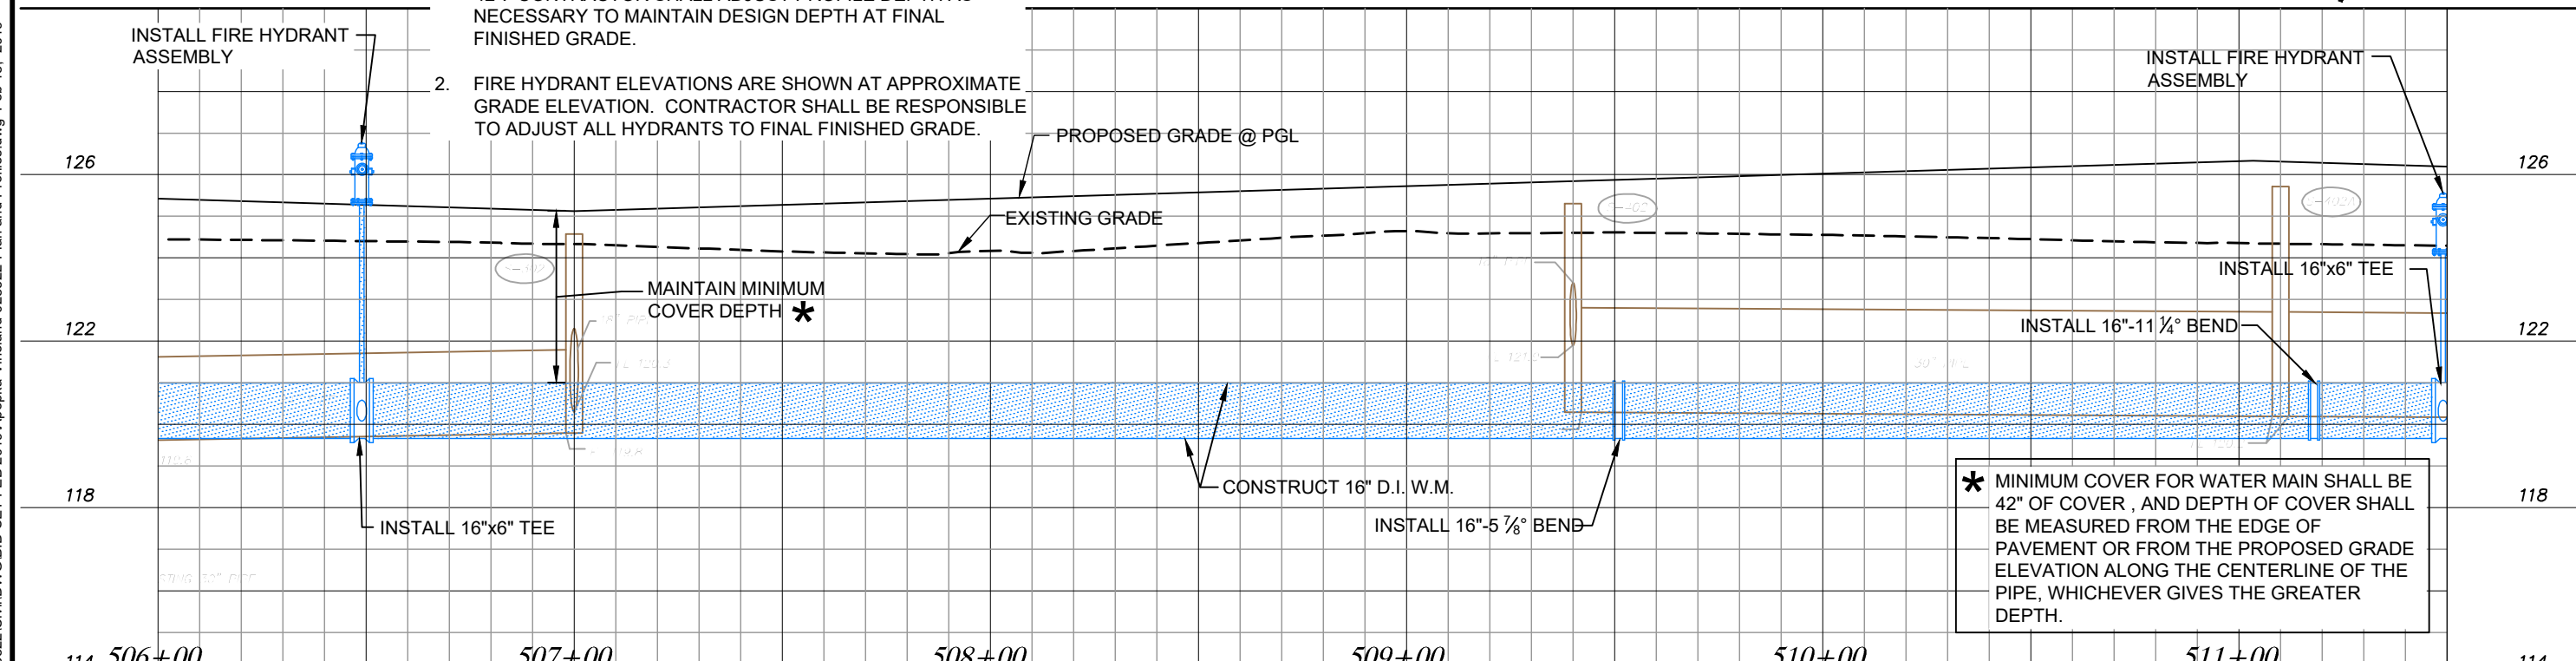 NECESSARY TO MAINTAIN DESIGN DEPTH AT FINAL
FINISHED GRADE.
2. FIRE HYDRANT ELEVATIONS ARE SHOWN AT APPROXIMATE
GRADE ELEVATION. CONTRACTOR SHALL BE RESPONSIBLE
TO ADJUST ALL HYDRANTS TO FINAL FINISHED GRADE.
INSTALL FIRE HYDRANT
ASSEMBLY
INSTALL FIRE HYDRANT
ASSEMBLY
PROPOSED GRADE @ PGL
126
126
EXISTING GRADE
INSTALL 16"x6" TEE
MAINTAIN MINIMUM
COVER DEPTH *
122
INSTALL 16"-11 ¼° BEND
122
CONSTRUCT 16" D.I. W.M.
118
118
INSTALL 16"x6" TEE
INSTALL 16"-5 ⅞° BEND
* MINIMUM COVER FOR WATER MAIN SHALL BE
42" OF COVER , AND DEPTH OF COVER SHALL
BE MEASURED FROM THE EDGE OF
PAVEMENT OR FROM THE PROPOSED GRADE
ELEVATION ALONG THE CENTERLINE OF THE
PIPE, WHICHEVER GIVES THE GREATER
DEPTH.
114
506+00
507+00
508+00
509+00
510+00
511+00
114